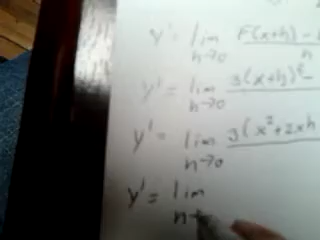 y' = lim h→0 F(x+h) -
y' = lim h→0 3(x+h)² -
y' = lim h→0 3(x² + 2xh
y' = lim h→